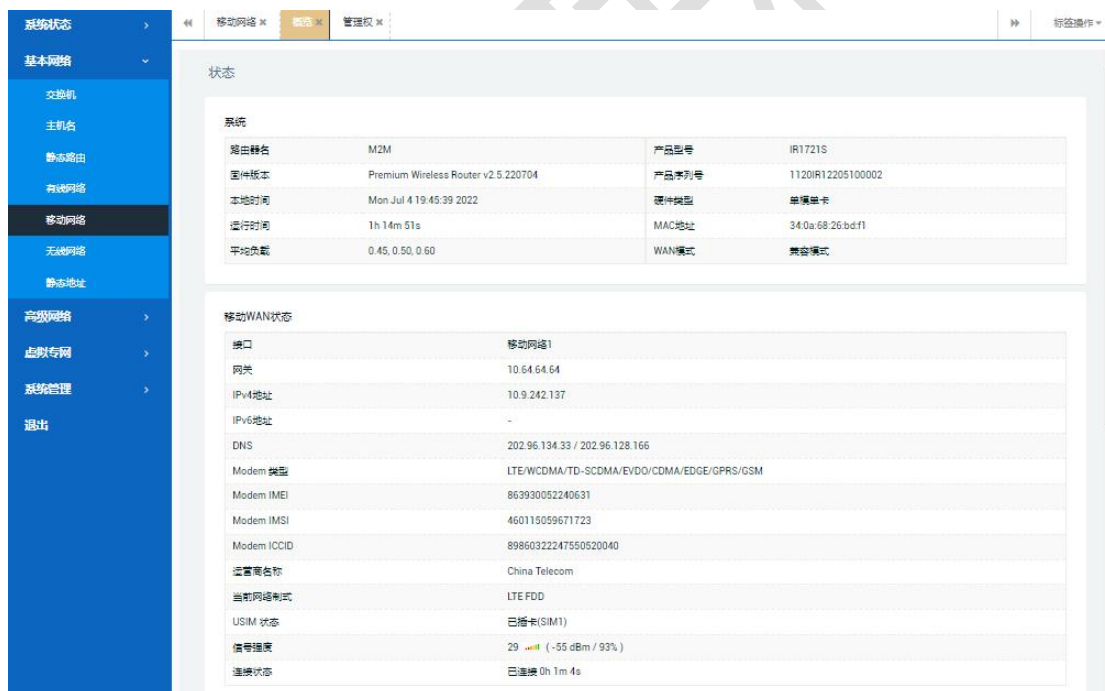 系统状态
基本网络
交换机
主机名
静态路由
有线网络
移动网络
无线网络
静态地址
高级网络
虚拟专网
系统管理
退出
移动网络 概览 管理权 标签操作
状态
系统
路由器名 M2M 产品型号 IR1721S
固件版本 Premium Wireless Router v2.5.220704 产品序列号 1120IR12205100002
本地时间 Mon Jul 4 19:45:39 2022 硬件类型 单模单卡
运行时间 1h 14m 51s MAC地址 34:0a:68:26:bd:f1
平均负载 0.45, 0.50, 0.60 WAN模式 兼容模式
移动WAN状态
接口 移动网络1
网关 10.64.64.64
IPv4地址 10.9.242.137
IPv6地址 -
DNS 202.96.134.33 / 202.96.128.166
Modem 类型 LTE/WCDMA/TD-SCDMA/EVDO/CDMA/EDGE/GPRS/GSM
Modem IMEI 863930052240631
Modem IMSI 460115059671723
Modem ICCID 89860322247550520040
运营商名称 China Telecom
当前网络制式 LTE FDD
USIM 状态 已插卡(SIM1)
信号强度 29 ( -55 dBm / 93% )
连接状态 已连接 0h 1m 4s